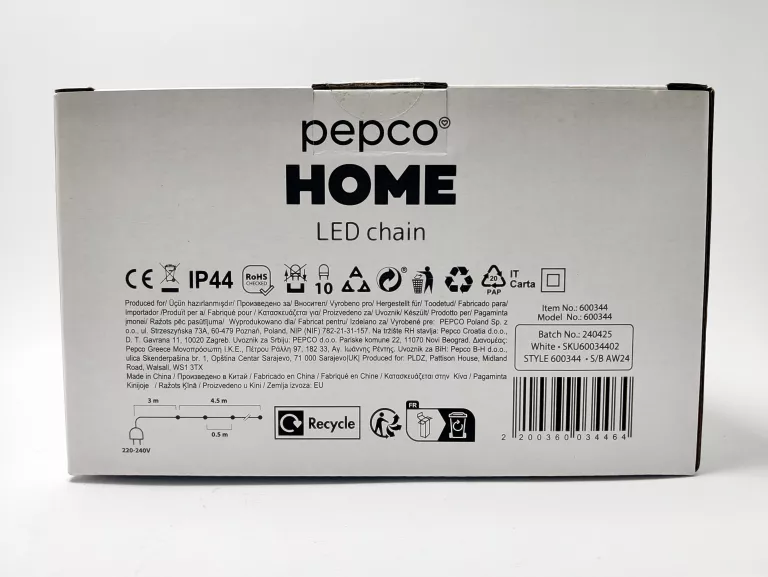 pepco
HOME
LED chain
CE IP44 RoHS CHECKED 10 20 PAP IT Carta
Produced for/ Üçün hazırlanmışdır/ Произведено за/ Вносител/ Vyrobeno pro/ Hergestellt für/ Toodetud/ Fabricado para/
Importador /Produit per a/ Fabriqué pour / Κατασκευάζεται για/ Proizvedeno za/ Uvoznik/ Készült/ Prodotto per/ Pagaminta
įmonei/ Ražots pēc pasūtījuma/ Wyprodukowano dla/ Fabricat pentru/ Izdelano za/ Vyrobené pre: PEPCO Poland Sp. z
o.o., ul. Strzeszyńska 73A, 60-479 Poznań, Poland, NIP (NIF) 782-21-31-157. Na tržište RH stavlja: Pepco Croatia d.o.o.,
D. T. Gavrana 11, 10020 Zagreb. Uvoznik za Srbiju: PEPCO d.o.o. Pariske komune 22, 11070 Novi Beograd. Διανομέας:
Pepco Greece Μονοπρόσωπη Ι.Κ.Ε., Πέτρου Ράλλη 97, 182 33, Αγ. Ιωάννης Ρέντης. Uvoznik za BiH: Pepco B-H d.o.o.,
ulica Skenderpašina br. 1, Opština Centar Sarajevo, 71 000 Sarajevo(UK) Produced for: PLDZ, Pattison House, Midland
Road, Walsall, WS1 3TX
Made in China / Произведено в Китай / Fabricado en China / Fabriqué en Chine / Κατασκευάζεται στην Κίνα / Pagaminta
Kinijoje / Ražots Ķīnā / Proizvedeno u Kini / Zemlja izvoza: EU
Item No.: 600344
Model No.: 600344
Batch No.: 240425
White • SKU60034402
STYLE 600344 • S/B AW24
3 m 4.5 m
0.5 m
220-240V
Recycle
FR
2 200360 034464